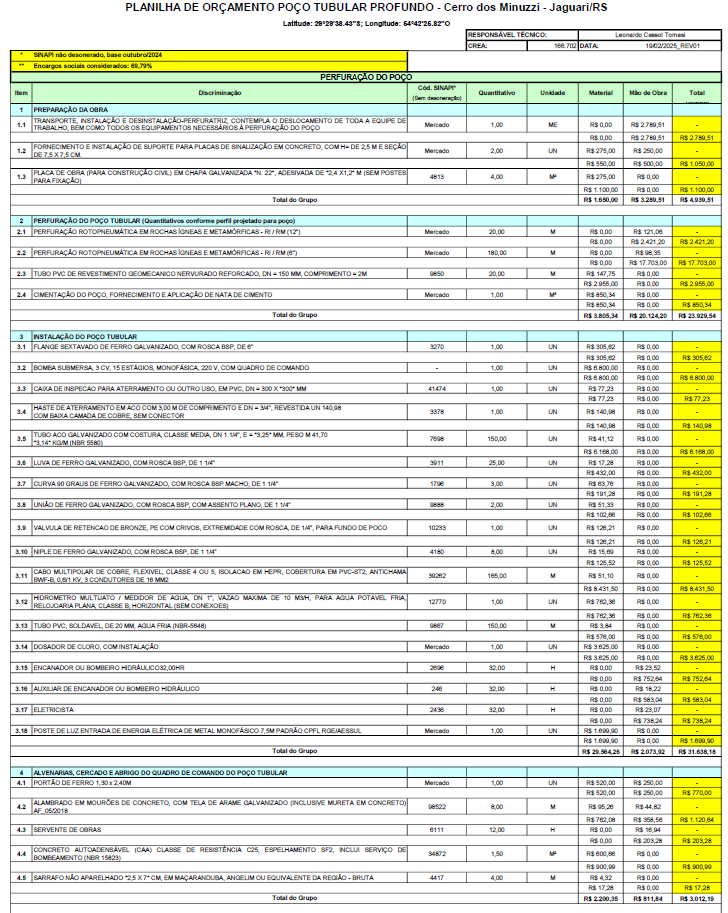 PLANILHA DE ORÇAMENTO POÇO TUBULAR PROFUNDO - Cerro dos Minuzzi - Jaguari/RS
Latitude: 29°29'38.43"S; Longitude: 54°42'25.82"O
RESPONSÁVEL TÉCNICO: Leonardo Cassol Tomasi
CREA: 166.702 DATA: 19/02/2025_REV01
* SINAPI não desonerado, base outubro/2024
** Encargos sociais considerados: 69,79%
PERFURAÇÃO DO POÇO
Item Discriminação Cód. SINAPI* (Sem desoneração) Quantitativo Unidade Material Mão de Obra Total
1 PREPARAÇÃO DA OBRA
1.1 TRANSPORTE, INSTALAÇÃO E DESINSTALAÇÃO-PERFURATRIZ, CONTEMPLA O DESLOCAMENTO DE TODA A EQUIPE DE TRABALHO, BEM COMO TODOS OS EQUIPAMENTOS NECESSÁRIOS À PERFURAÇÃO DO POÇO Mercado 1,00 ME R$ 0,00 R$ 2.789,51 -
R$ 0,00 R$ 2.789,51 R$ 2.789,51
1.2 FORNECIMENTO E INSTALAÇÃO DE SUPORTE PARA PLACAS DE SINALIZAÇÃO EM CONCRETO, COM H= DE 2,5 M E SEÇÃO DE 7,5 X 7,5 CM. Mercado 2,00 UN R$ 275,00 R$ 250,00 -
R$ 550,00 R$ 500,00 R$ 1.050,00
1.3 PLACA DE OBRA (PARA CONSTRUÇÃO CIVIL) EM CHAPA GALVANIZADA *N. 22*, ADESIVADA DE *2,4 X1,2* M (SEM POSTES PARA FIXAÇÃO) 4813 4,00 M² R$ 275,00 R$ 0,00 -
R$ 1.100,00 R$ 0,00 R$ 1.100,00
Total do Grupo R$ 1.650,00 R$ 3.289,51 R$ 4.939,51
2 PERFURAÇÃO DO POÇO TUBULAR (Quantitativos conforme perfil projetado para poço)
2.1 PERFURAÇÃO ROTOPNEUMÁTICA EM ROCHAS ÍGNEAS E METAMÓRFICAS - RI / RM (12") Mercado 20,00 M R$ 0,00 R$ 121,06 -
R$ 0,00 R$ 2.421,20 R$ 2.421,20
2.2 PERFURAÇÃO ROTOPNEUMÁTICA EM ROCHAS ÍGNEAS E METAMÓRFICAS - RI / RM (6") Mercado 180,00 M R$ 0,00 R$ 98,35 -
R$ 0,00 R$ 17.703,00 R$ 17.703,00
2.3 TUBO PVC DE REVESTIMENTO GEOMECANICO NERVURADO REFORCADO, DN = 150 MM, COMPRIMENTO = 2M 9850 20,00 M R$ 147,75 R$ 0,00 -
R$ 2.955,00 R$ 0,00 R$ 2.955,00
2.4 CIMENTAÇÃO DO POÇO, FORNECIMENTO E APLICAÇÃO DE NATA DE CIMENTO Mercado 1,00 M³ R$ 850,34 R$ 0,00 -
R$ 850,34 R$ 0,00 R$ 850,34
Total do Grupo R$ 3.805,34 R$ 20.124,20 R$ 23.929,54
3 INSTALAÇÃO DO POÇO TUBULAR
3.1 FLANGE SEXTAVADO DE FERRO GALVANIZADO, COM ROSCA BSP, DE 6" 3270 1,00 UN R$ 305,62 R$ 0,00 -
R$ 305,62 R$ 0,00 R$ 305,62
3.2 BOMBA SUBMERSA, 3 CV, 15 ESTÁGIOS, MONOFÁSICA, 220 V, COM QUADRO DE COMANDO - 1,00 UN R$ 6.800,00 R$ 0,00 -
R$ 6.800,00 R$ 0,00 R$ 6.800,00
3.3 CAIXA DE INSPECAO PARA ATERRAMENTO OU OUTRO USO, EM PVC, DN = 300 X *300* MM 41474 1,00 UN R$ 77,23 R$ 0,00 -
R$ 77,23 R$ 0,00 R$ 77,23
3.4 HASTE DE ATERRAMENTO EM ACO COM 3,00 M DE COMPRIMENTO E DN = 3/4", REVESTIDA UN 140,98 COM BAIXA CAMADA DE COBRE, SEM CONECTOR 3378 1,00 UN R$ 140,98 R$ 0,00 -
R$ 140,98 R$ 0,00 R$ 140,98
3.5 TUBO ACO GALVANIZADO COM COSTURA, CLASSE MEDIA, DN 1.1/4", E = *3,25* MM, PESO M 41,70 *3,14* KG/M (NBR 5580) 7698 150,00 UN R$ 41,12 R$ 0,00 -
R$ 6.168,00 R$ 0,00 R$ 6.168,00
3.6 LUVA DE FERRO GALVANIZADO, COM ROSCA BSP, DE 1 1/4" 3911 25,00 UN R$ 17,28 R$ 0,00 -
R$ 432,00 R$ 0,00 R$ 432,00
3.7 CURVA 90 GRAUS DE FERRO GALVANIZADO, COM ROSCA BSP MACHO, DE 1 1/4" 1796 3,00 UN R$ 63,76 R$ 0,00 -
R$ 191,28 R$ 0,00 R$ 191,28
3.8 UNIÃO DE FERRO GALVANIZADO, COM ROSCA BSP, COM ASSENTO PLANO, DE 1 1/4" 9888 2,00 UN R$ 51,33 R$ 0,00 -
R$ 102,66 R$ 0,00 R$ 102,66
3.9 VALVULA DE RETENCAO DE BRONZE, PE COM CRIVOS, EXTREMIDADE COM ROSCA, DE 1/4", PARA FUNDO DE POCO 10233 1,00 UN R$ 126,21 R$ 0,00 -
R$ 126,21 R$ 0,00 R$ 126,21
3.10 NIPLE DE FERRO GALVANIZADO, COM ROSCA BSP, DE 1 1/4" 4180 8,00 UN R$ 15,69 R$ 0,00 -
R$ 125,52 R$ 0,00 R$ 125,52
3.11 CABO MULTIPOLAR DE COBRE, FLEXIVEL, CLASSE 4 OU 5, ISOLACAO EM HEPR, COBERTURA EM PVC-ST2, ANTICHAMA BWF-B, 0,6/1 KV, 3 CONDUTORES DE 16 MM2 39262 165,00 M R$ 51,10 R$ 0,00 -
R$ 8.431,50 R$ 0,00 R$ 8.431,50
3.12 HIDROMETRO MULTIJATO / MEDIDOR DE AGUA, DN 1", VAZAO MAXIMA DE 10 M3/H, PARA AGUA POTAVEL FRIA, RELOJOARIA PLANA, CLASSE B, HORIZONTAL (SEM CONEXOES) 12770 1,00 UN R$ 762,36 R$ 0,00 -
R$ 762,36 R$ 0,00 R$ 762,36
3.13 TUBO PVC, SOLDAVEL, DE 20 MM, AGUA FRIA (NBR-5648) 9867 150,00 M R$ 3,84 R$ 0,00 -
R$ 576,00 R$ 0,00 R$ 576,00
3.14 DOSADOR DE CLORO, COM INSTALAÇÃO Mercado 1,00 UN R$ 3.625,00 R$ 0,00 -
R$ 3.625,00 R$ 0,00 R$ 3.625,00
3.15 ENCANADOR OU BOMBEIRO HIDRÁULICO32,00HR 2696 32,00 H R$ 0,00 R$ 23,52 -
R$ 0,00 R$ 752,64 R$ 752,64
3.16 AUXILIAR DE ENCANADOR OU BOMBEIRO HIDRÁULICO 246 32,00 H R$ 0,00 R$ 18,22 -
R$ 0,00 R$ 583,04 R$ 583,04
3.17 ELETRICISTA 2436 32,00 H R$ 0,00 R$ 23,07 -
R$ 0,00 R$ 738,24 R$ 738,24
3.18 POSTE DE LUZ ENTRADA DE ENERGIA ELÉTRICA DE METAL MONOFÁSICO 7,5M PADRÃO CPFL RGE/AESSUL Mercado 1,00 UN R$ 1.699,90 R$ 0,00 -
R$ 1.699,90 R$ 0,00 R$ 1.699,90
Total do Grupo R$ 29.564,26 R$ 2.073,92 R$ 31.638,18
4 ALVENARIAS, CERCADO E ABRIGO DO QUADRO DE COMANDO DO POÇO TUBULAR
4.1 PORTÃO DE FERRO 1,30 x 2,40M Mercado 1,00 UN R$ 520,00 R$ 250,00 -
R$ 520,00 R$ 250,00 R$ 770,00
4.2 ALAMBRADO EM MOURÕES DE CONCRETO, COM TELA DE ARAME GALVANIZADO (INCLUSIVE MURETA EM CONCRETO) AF_05/2018 98522 8,00 M R$ 95,26 R$ 44,82 -
R$ 762,08 R$ 358,56 R$ 1.120,64
4.3 SERVENTE DE OBRAS 6111 12,00 H R$ 0,00 R$ 16,94 -
R$ 0,00 R$ 203,28 R$ 203,28
4.4 CONCRETO AUTOADENSÁVEL (CAA) CLASSE DE RESISTÊNCIA C25, ESPELHAMENTO SF2, INCLUI SERVIÇO DE BOMBEAMENTO (NBR 15823) 34872 1,50 M³ R$ 600,66 R$ 0,00 -
R$ 900,99 R$ 0,00 R$ 900,99
4.5 SARRAFO NÃO APARELHADO *2,5 X 7* CM, EM MAÇARANDUBA, ANGELIM OU EQUIVALENTE DA REGIÃO - BRUTA 4417 4,00 M R$ 4,32 R$ 0,00 -
R$ 17,28 R$ 0,00 R$ 17,28
Total do Grupo R$ 2.200,35 R$ 811,84 R$ 3.012,19